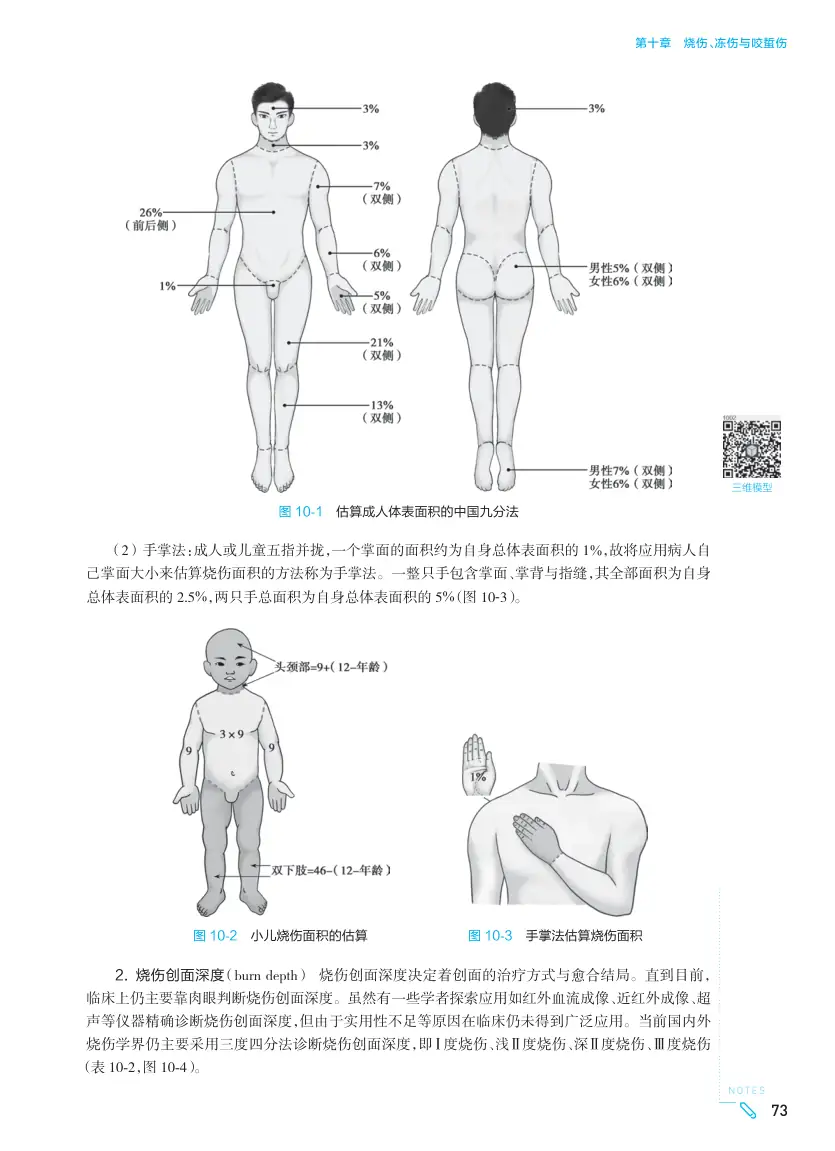 第十章　烧伤、冻伤与咬蜇伤
3%
3%
3%
7%
（双侧）
26%
（前后侧）
6%
（双侧）
男性5%（双侧）
女性6%（双侧）
1%
5%
（双侧）
21%
（双侧）
13%
（双侧）
1092
男性7%（双侧）
女性6%（双侧）
三维模型
图 10-1　估算成人体表面积的中国九分法
（2）手掌法：成人或儿童五指并拢，一个掌面的面积约为自身总体表面积的 1%，故将应用病人自
己掌面大小来估算烧伤面积的方法称为手掌法。一整只手包含掌面、掌背与指缝，其全部面积为自身
总体表面积的 2.5%，两只手总面积为自身总体表面积的 5%（图 10-3）。
头颈部=9+（12−年龄）
3×9
9
9
1%
双下肢=46−（12−年龄）
图 10-2　小儿烧伤面积的估算
图 10-3　手掌法估算烧伤面积
2. 烧伤创面深度（burn depth）　烧伤创面深度决定着创面的治疗方式与愈合结局。直到目前，
临床上仍主要靠肉眼判断烧伤创面深度。虽然有一些学者探索应用如红外血流成像、近红外成像、超
声等仪器精确诊断烧伤创面深度，但由于实用性不足等原因在临床仍未得到广泛应用。当前国内外
烧伤学界仍主要采用三度四分法诊断烧伤创面深度，即Ⅰ度烧伤、浅Ⅱ度烧伤、深Ⅱ度烧伤、Ⅲ度烧伤
（表 10-2，图 10-4）。
NOTES
73